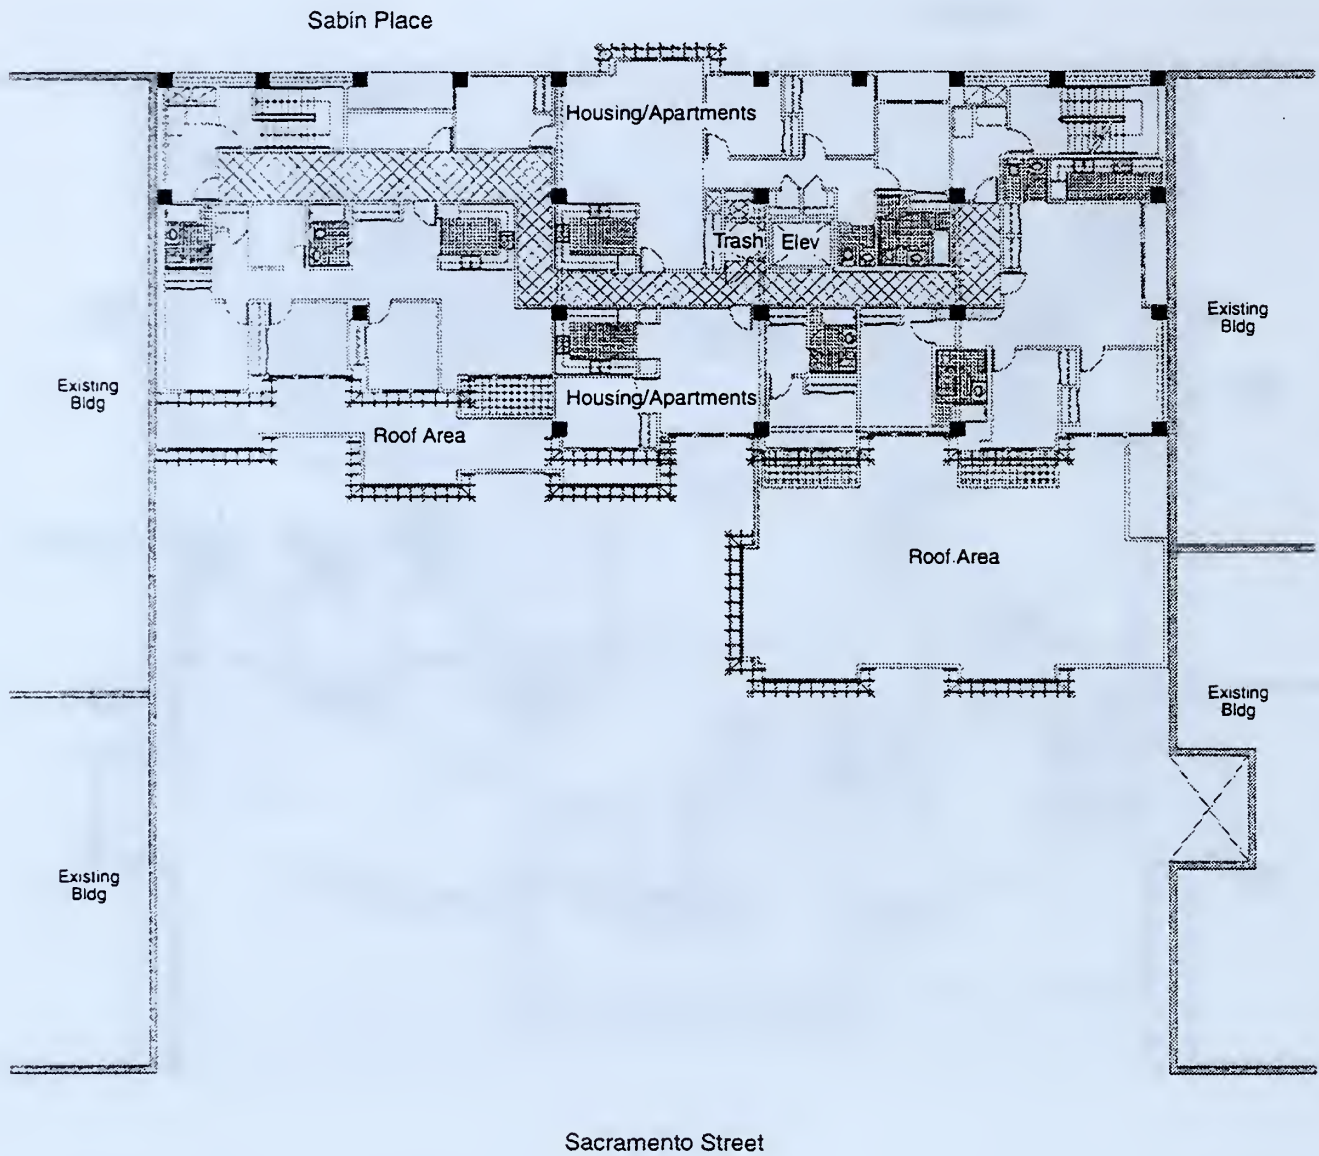 Sabin Place
Housing/Apartments
Trash
Elev
Existing
Bldg
Existing
Bldg
Housing/Apartments
Roof Area
Roof Area
Existing
Bldg
Existing
Bldg
Sacramento Street